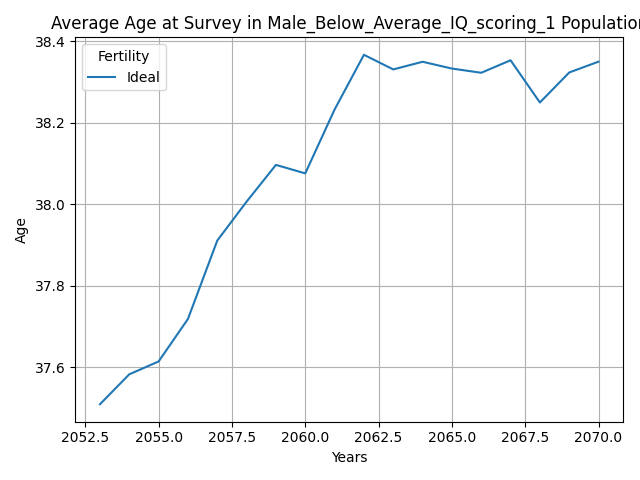 Average Age at Survey in Male_Below_Average_IQ_scoring_1 Population
Fertility
Ideal
Age
38.4
38.2
38.0
37.8
37.6
2052.5 2055.0 2057.5 2060.0 2062.5 2065.0 2067.5 2070.0
Years